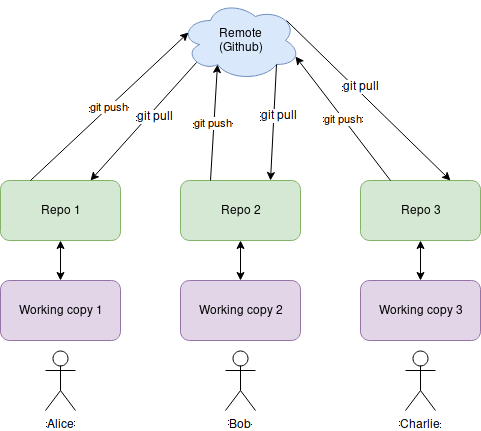 Remote
(Github)
git pull
git push
git pull
git pull
git push
git push
Repo 1
Repo 2
Repo 3
Working copy 1
Working copy 2
Working copy 3
:Alice:
:Bob:
:Charlie: